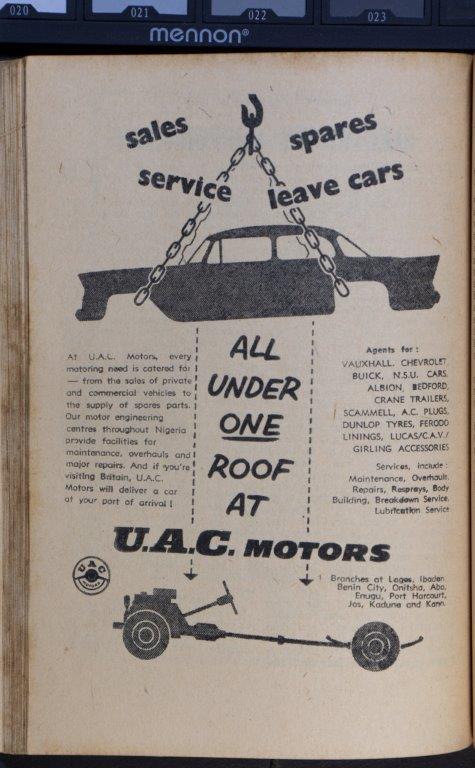 020 021 022 023
mennon®
sales
spares
service
leave cars
At U.A.C. Motors, every
motoring need is catered for
— from the sales of private
and commercial vehicles to
the supply of spares parts.
Our motor engineering
centres throughout Nigeria
provide facilities for
maintenance, overhauls and
major repairs. And if you're
visiting Britain, U.A.C.
Motors will deliver a car
at your port of arrival!
ALL
UNDER
ONE
ROOF
AT
Agents for:
VAUXHALL, CHEVROLET,
BUICK, N.S.U. CARS,
ALBION, BEDFORD,
CRANE TRAILERS,
SCAMMELL, A.C. PLUGS,
DUNLOP TYRES, FERODO
LININGS, LUCAS/C.A.V./
GIRLING ACCESSORIES
Services, include:
Maintenance, Overhaul,
Repairs, Resprays, Body
Building, Breakdown Service,
Lubrication Service
U.A.C. MOTORS
UAC
MOTORS
Branches at Lagos, Ibadan,
Benin City, Onitsha, Aba,
Enugu, Port Harcourt,
Jos, Kaduna and Kano.